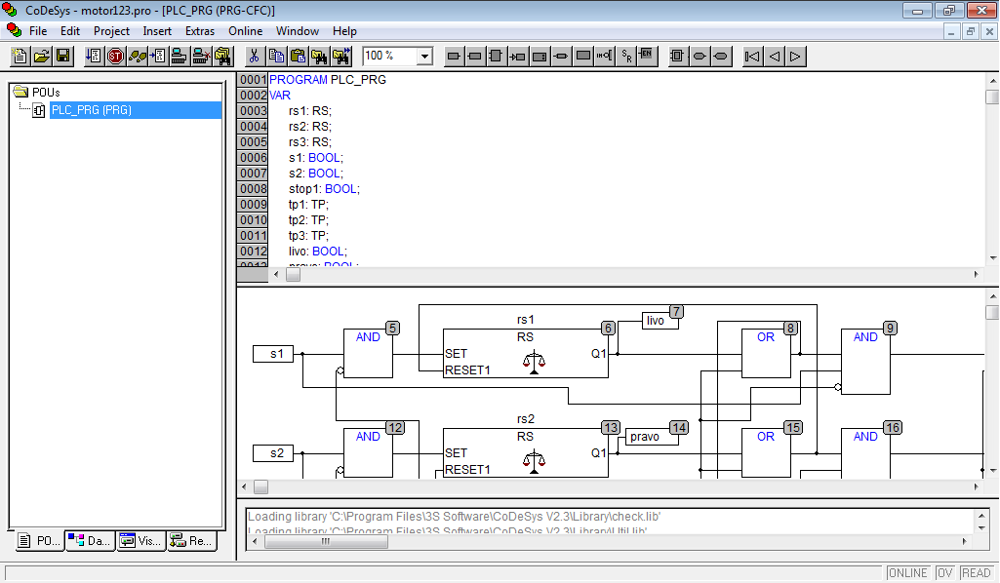 CoDeSys - motor123.pro - [PLC_PRG (PRG-CFC)]
File Edit Project Insert Extras Online Window Help
STOP
100 %
S R
EN
POUs
PLC_PRG (PRG)
0001 PROGRAM PLC_PRG
0002 VAR
0003 rs1: RS;
0004 rs2: RS;
0005 rs3: RS;
0006 s1: BOOL;
0007 s2: BOOL;
0008 stop1: BOOL;
0009 tp1: TP;
0010 tp2: TP;
0011 tp3: TP;
0012 livo: BOOL;
0013 pravo: BOOL;
s1
AND 5
rs1
RS 6
SET Q1
RESET1
livo 7
OR 8
AND 9
s2
AND 12
rs2
RS 13
SET Q1
RESET1
pravo 14
OR 15
AND 16
Loading library 'C:\Program Files\3S Software\CoDeSys V2.3\Library\check.lib'
Loading library 'C:\Program Files\3S Software\CoDeSys V2.3\Library\Util.lib'
PO... Da... Vis... Re...
ONLINE OV READ